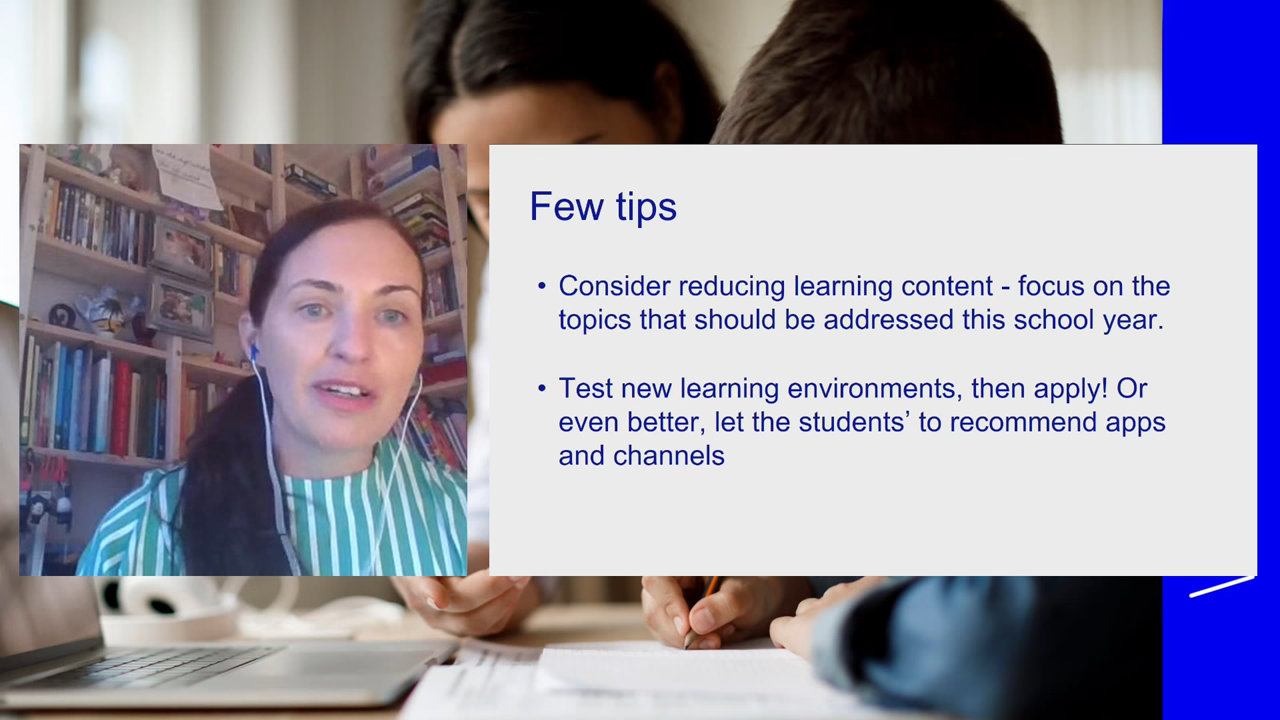 Few tips
• Consider reducing learning content - focus on the
topics that should be addressed this school year.
• Test new learning environments, then apply! Or
even better, let the students’ to recommend apps
and channels